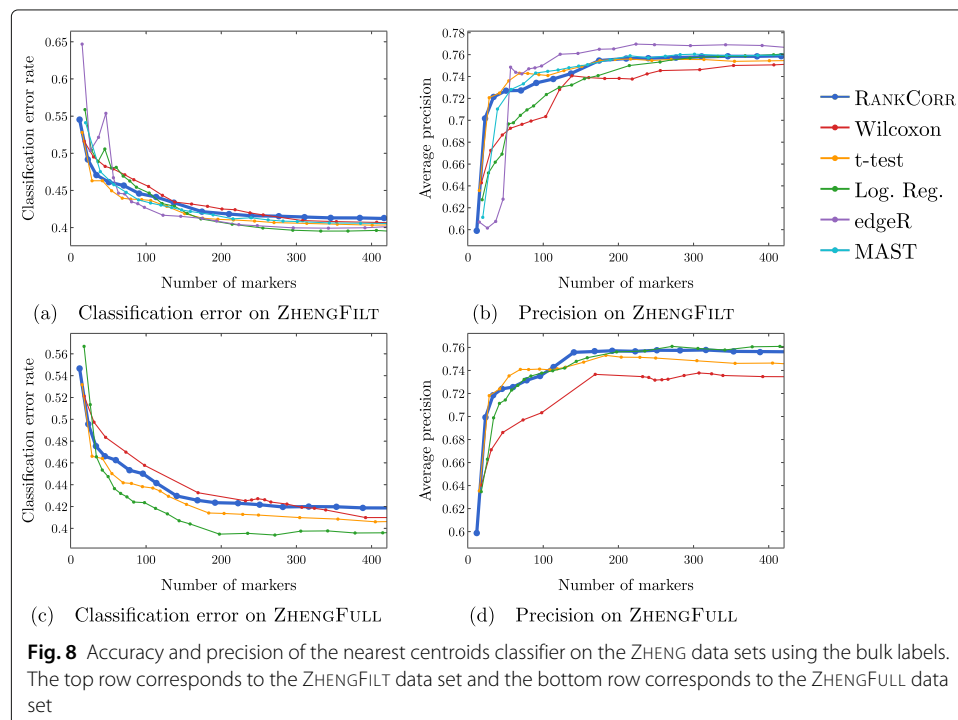 0.65
0.6
0.55
0.5
0.45
0.4
Classification error rate
0 100 200 300 400
Number of markers
(a) Classification error on ZHENGFILT
0.78
0.76
0.74
0.72
0.7
0.68
0.66
0.64
0.62
0.6
Average precision
0 100 200 300 400
Number of markers
(b) Precision on ZHENGFILT
RANKCORR
Wilcoxon
t-test
Log. Reg.
edgeR
MAST
0.56
0.54
0.52
0.5
0.48
0.46
0.44
0.42
0.4
Classification error rate
0 100 200 300 400
Number of markers
(c) Classification error on ZHENGFULL
0.76
0.74
0.72
0.7
0.68
0.66
0.64
0.62
0.6
Average precision
0 100 200 300 400
Number of markers
(d) Precision on ZHENGFULL
Fig. 8 Accuracy and precision of the nearest centroids classifier on the ZHENG data sets using the bulk labels.
The top row corresponds to the ZHENGFILT data set and the bottom row corresponds to the ZHENGFULL data
set